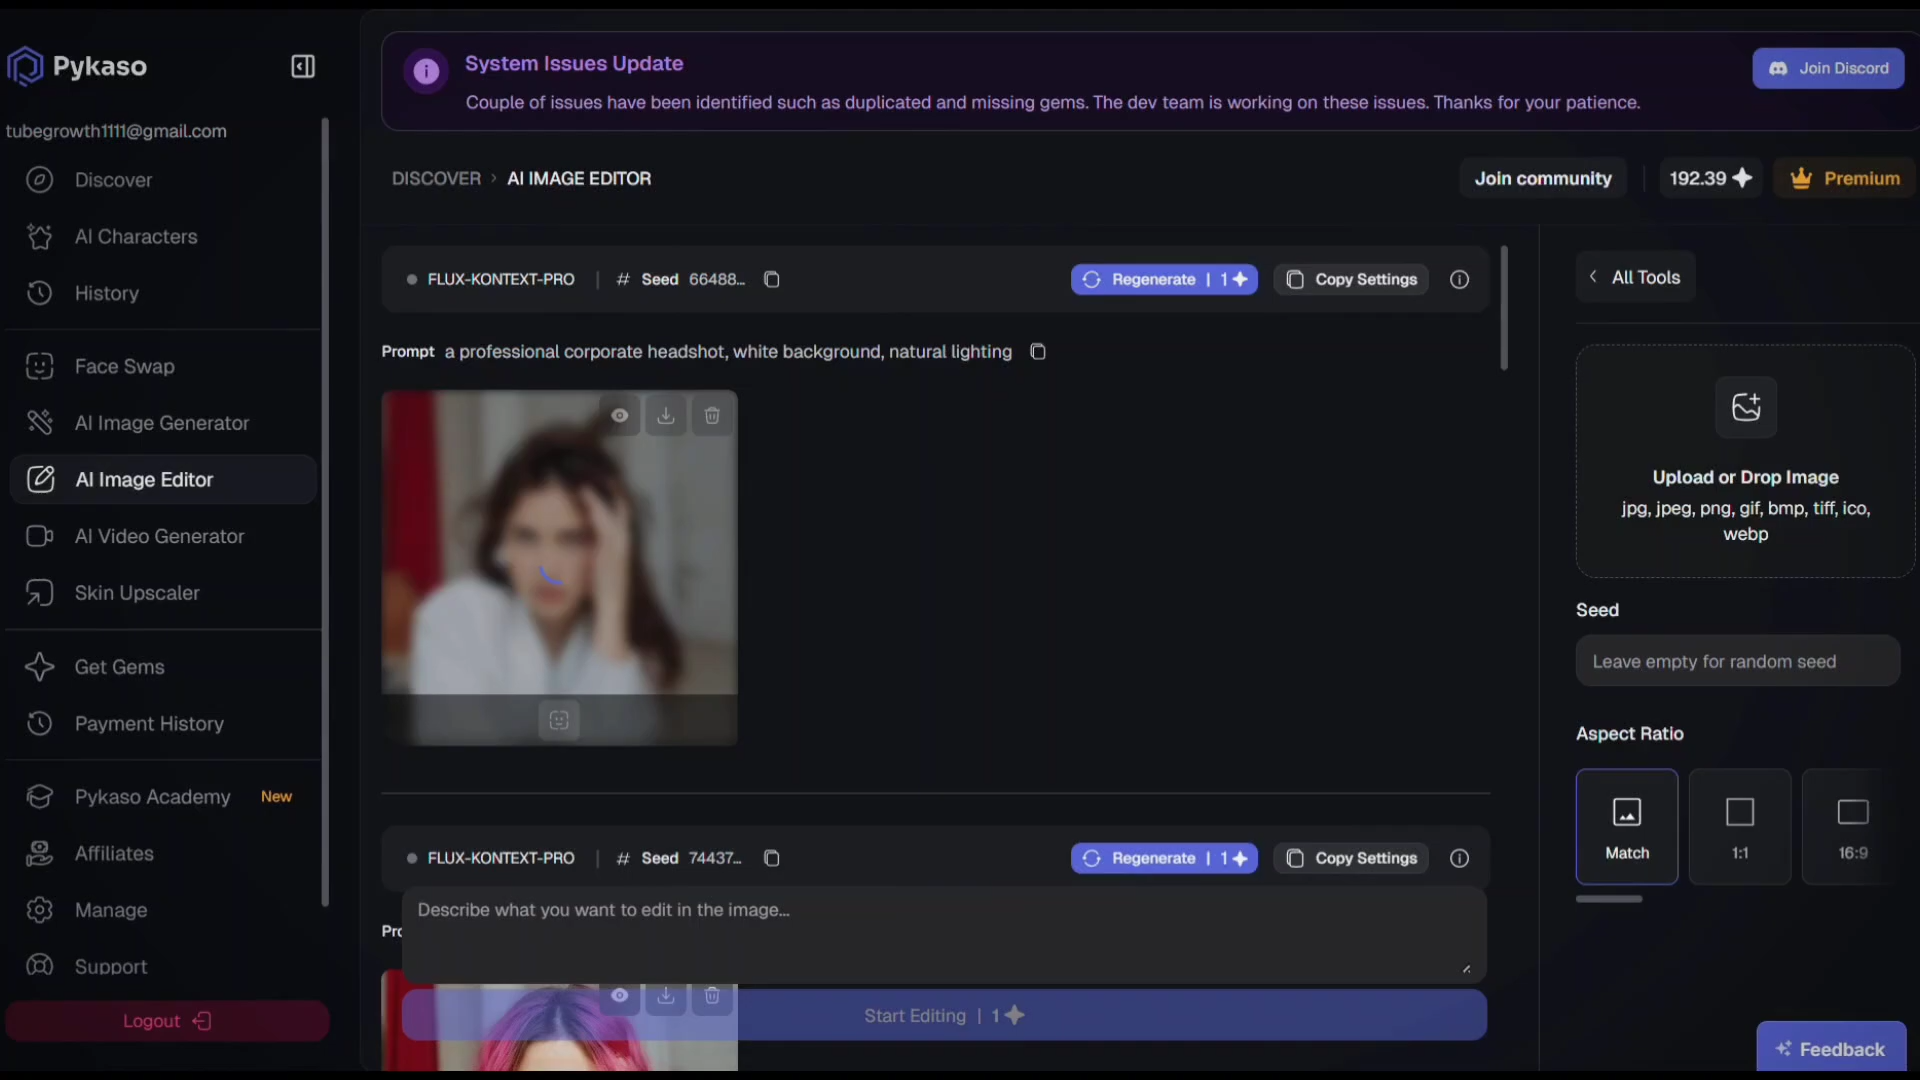 Pykaso
tubegrowth1111@gmail.com
Discover
AI Characters
History
Face Swap
AI Image Generator
AI Image Editor
AI Video Generator
Skin Upscaler
Get Gems
Payment History
Pykaso Academy New
Affiliates
Manage
Support
Logout
System Issues Update
Couple of issues have been identified such as duplicated and missing gems. The dev team is working on these issues. Thanks for your patience.
Join Discord
DISCOVER > AI IMAGE EDITOR
Join community
192.39
Premium
FLUX-KONTEXT-PRO | # Seed 66488...
Regenerate | 1
Copy Settings
Prompt a professional corporate headshot, white background, natural lighting
FLUX-KONTEXT-PRO | # Seed 74437...
Regenerate | 1
Copy Settings
Describe what you want to edit in the image...
Start Editing | 1
All Tools
Upload or Drop Image
jpg, jpeg, png, gif, bmp, tiff, ico,
webp
Seed
Leave empty for random seed
Aspect Ratio
Match
1:1
16:9
Feedback